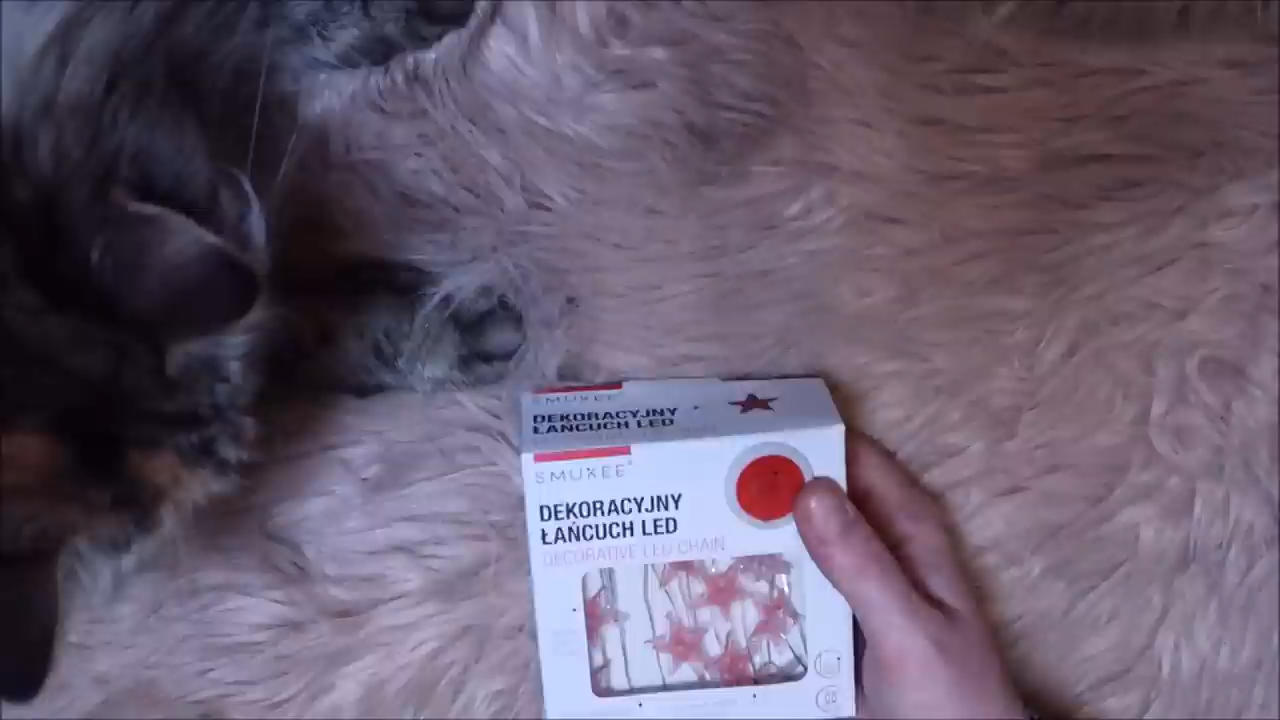 SMUKEE
DEKORACYJNY
ŁAŃCUCH LED
SMUKEE
DEKORACYJNY
ŁAŃCUCH LED
DECORATIVE LED CHAIN